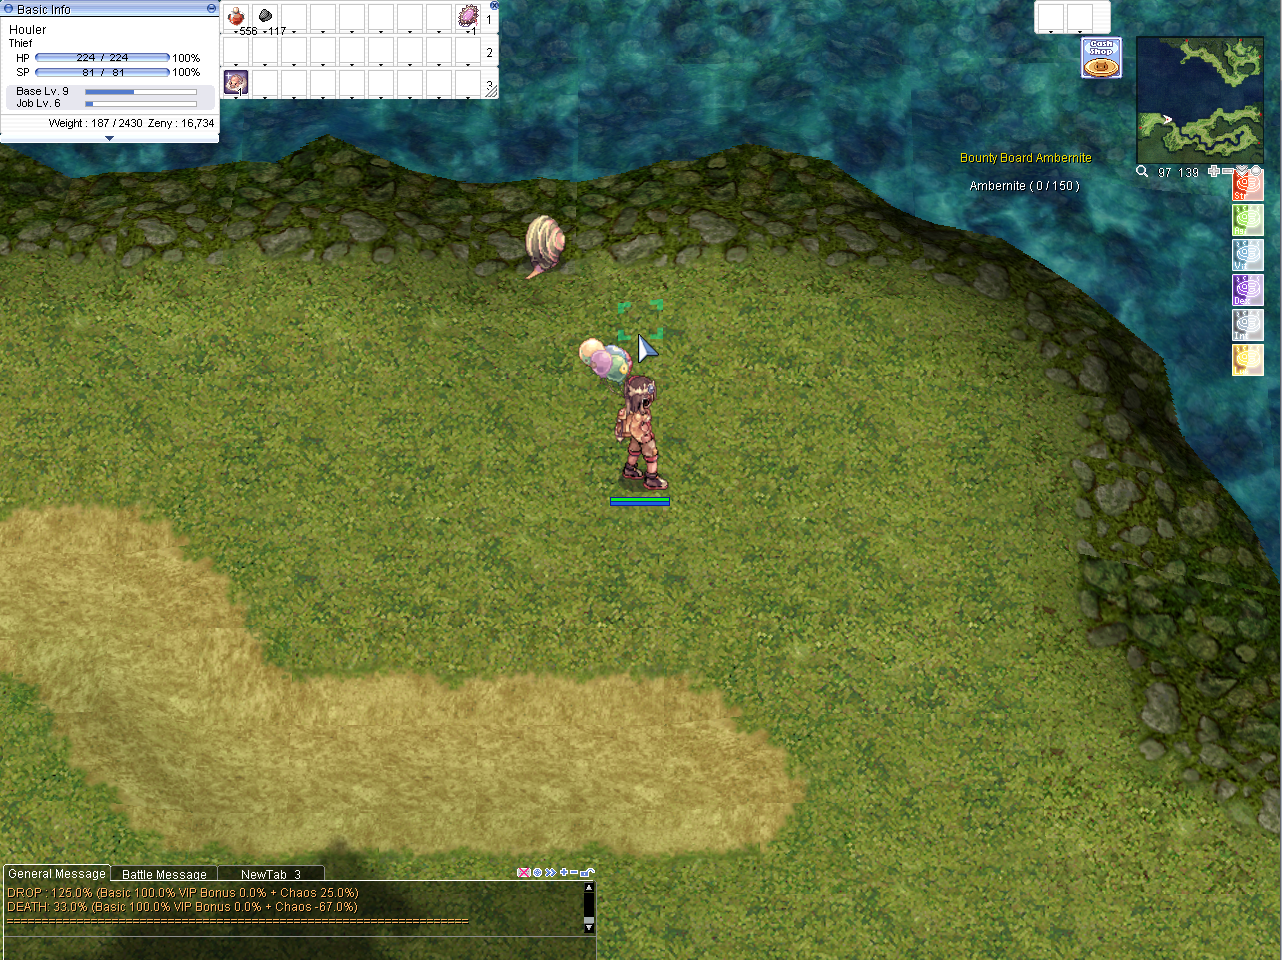 Basic Info
Houler
Thief
HP 224 / 224 100%
SP 81 / 81 100%
Base Lv. 9
Job Lv. 6
Weight : 187 / 2430 Zeny : 16,734
556 117 1 1
2
1 3
Cash
Shop
97 139
Bounty Board Ambernite
Ambernite ( 0 / 150 )
General Message Battle Message NewTab_3
DROP : 125.0% (Basic 100.0% VIP Bonus 0.0% + Chaos 25.0%)
DEATH: 33.0% (Basic 100.0% VIP Bonus 0.0% + Chaos -67.0%)